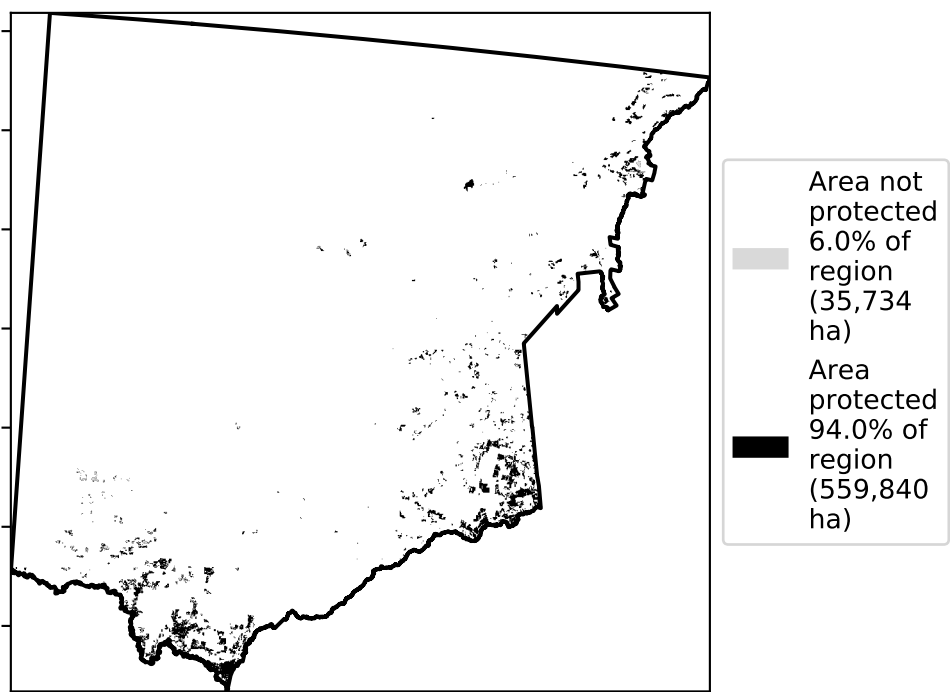 Area not
protected
6.0% of
region
(35,734
ha)
Area
protected
94.0% of
region
(559,840
ha)